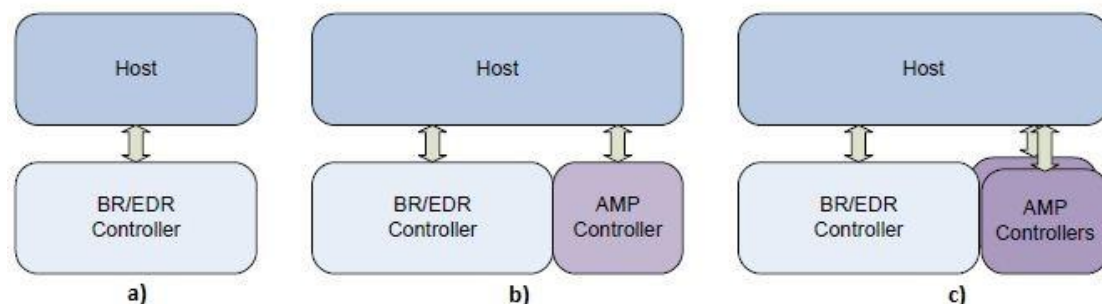 Host
BR/EDR
Controller
a)
Host
BR/EDR
Controller
AMP
Controller
b)
Host
BR/EDR
Controller
AMP
Controllers
c)